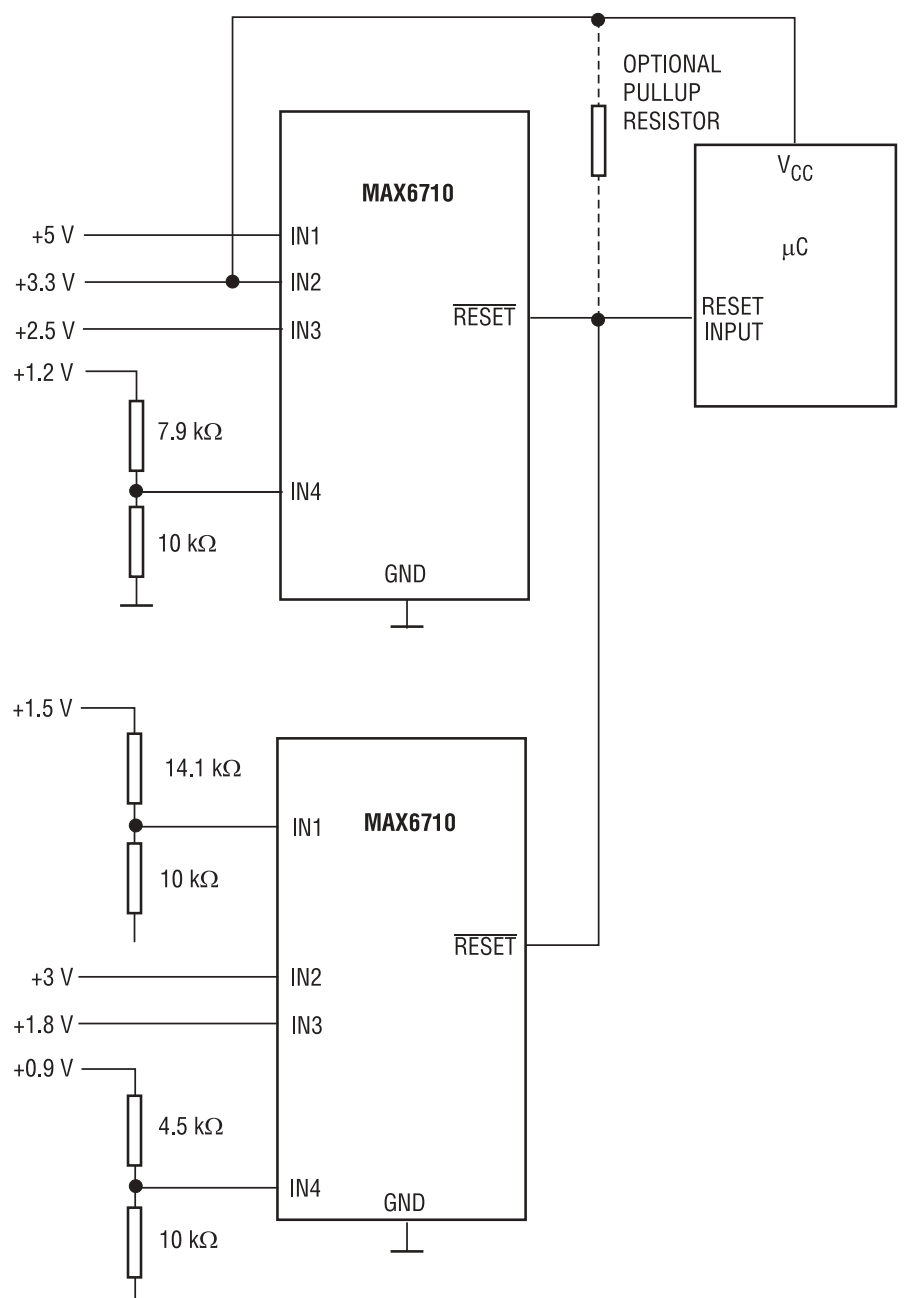 OPTIONAL
PULLUP
RESISTOR
MAX6710
V_CC
μC
+5 V
IN1
+3.3 V
IN2
+2.5 V
IN3
RESET
RESET
INPUT
+1.2 V
7.9 kΩ
IN4
10 kΩ
GND
+1.5 V
14.1 kΩ
MAX6710
IN1
10 kΩ
RESET
+3 V
IN2
+1.8 V
IN3
+0.9 V
4.5 kΩ
IN4
GND
10 kΩ